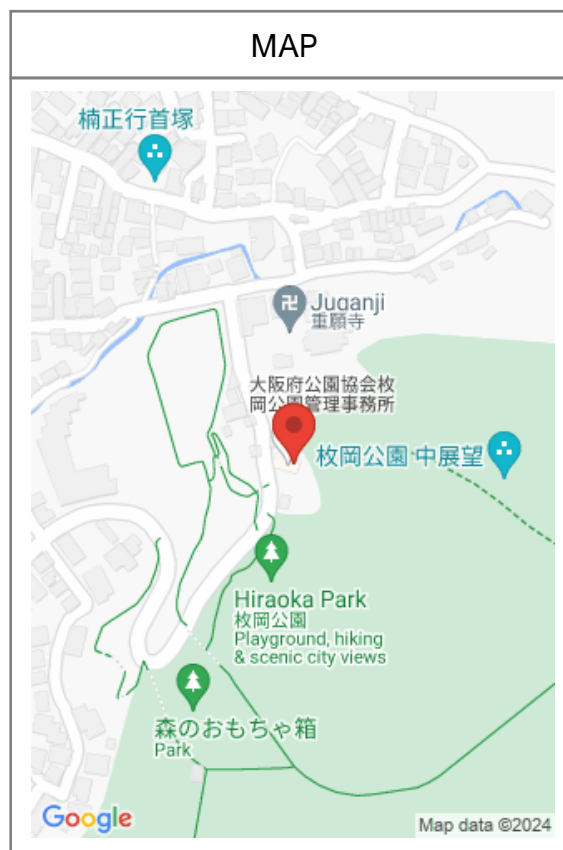 MAP
楠正行首塚
Juganji
重願寺
大阪府公園協会枚
岡公園管理事務所
枚岡公園 中展望
Hiraoka Park
枚岡公園
Playground, hiking
& scenic city views
森のおもちゃ箱
Park
Google
Map data ©2024